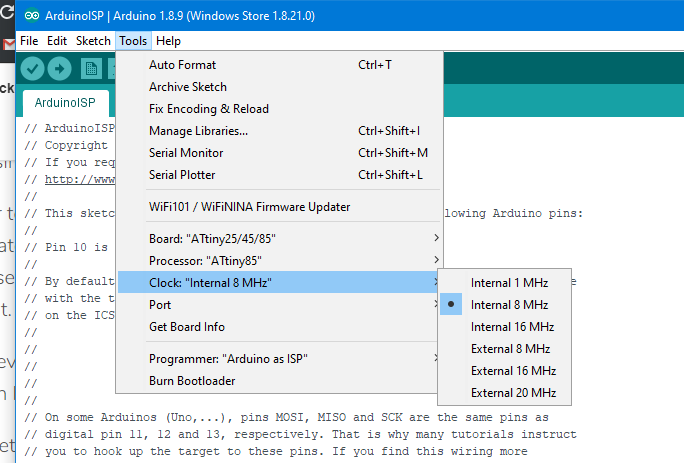 ArduinoISP | Arduino 1.8.9 (Windows Store 1.8.21.0)
File Edit Sketch Tools Help
ArduinoISP
Auto Format Ctrl+T
Archive Sketch
Fix Encoding & Reload
Manage Libraries... Ctrl+Shift+I
Serial Monitor Ctrl+Shift+M
Serial Plotter Ctrl+Shift+L
WiFi101 / WiFiNINA Firmware Updater
Board: "ATtiny25/45/85"
Processor: "ATtiny85"
Clock: "Internal 8 MHz"
Port
Get Board Info
Programmer: "Arduino as ISP"
Burn Bootloader
Internal 1 MHz
Internal 8 MHz
Internal 16 MHz
External 8 MHz
External 16 MHz
External 20 MHz
// ArduinoISP
// Copyright
// If you req
// http://www
//
// This sketc lowing Arduino pins:
//
// Pin 10 is
//
// By default
// with the t
// on the ICS
//
//
//
//
//
// On some Arduinos (Uno,...), pins MOSI, MISO and SCK are the same pins as
// digital pin 11, 12 and 13, respectively. That is why many tutorials instruct
// you to hook up the target to these pins. If you find this wiring more